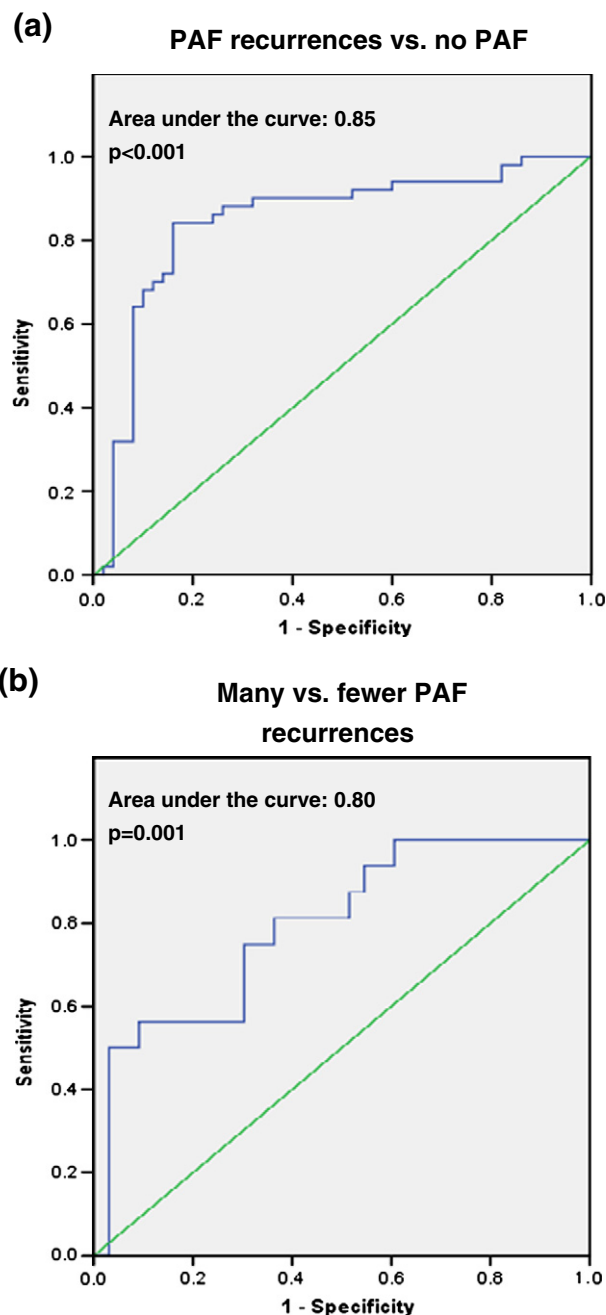 (a)
PAF recurrences vs. no PAF
Area under the curve: 0.85
p<0.001
1.0
0.8
0.6
0.4
0.2
0.0
Sensitivity
0.0 0.2 0.4 0.6 0.8 1.0
1 - Specificity
(b)
Many vs. fewer PAF
recurrences
Area under the curve: 0.80
p=0.001
1.0
0.8
0.6
0.4
0.2
0.0
Sensitivity
0.0 0.2 0.4 0.6 0.8 1.0
1 - Specificity